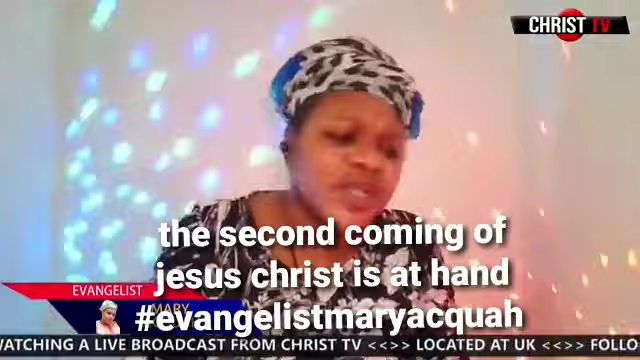 CHRIST TV
the second coming of
jesus christ is at hand
#evangelistmaryacquah
EVANGELIST
MARY
WATCHING A LIVE BROADCAST FROM CHRIST TV <<>> LOCATED AT UK <<>> FOLLO